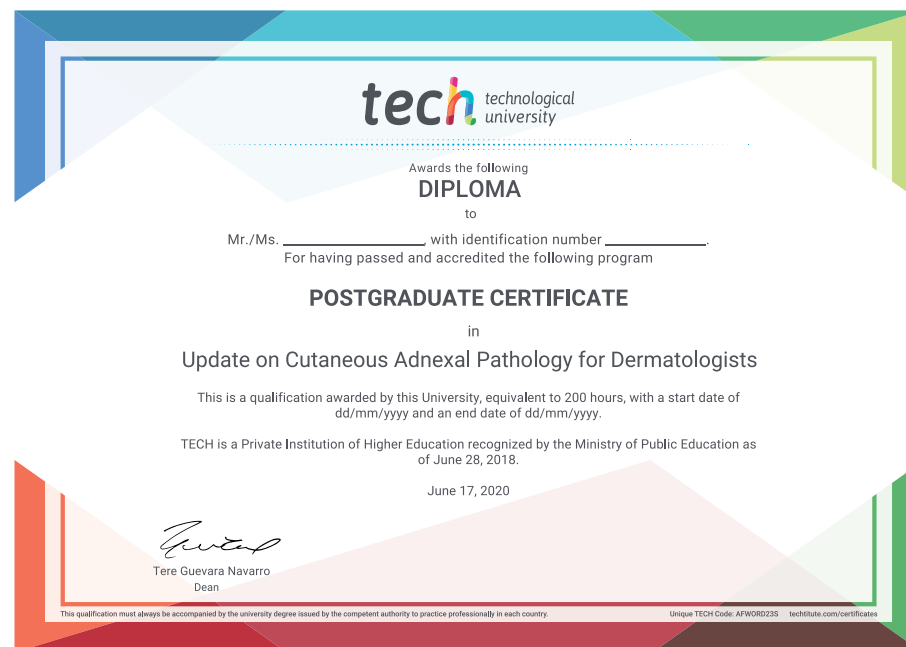 tech technological
university
Awards the following
DIPLOMA
to
Mr./Ms. ____________________, with identification number ______________.
For having passed and accredited the following program
POSTGRADUATE CERTIFICATE
in
Update on Cutaneous Adnexal Pathology for Dermatologists
This is a qualification awarded by this University, equivalent to 200 hours, with a start date of
dd/mm/yyyy and an end date of dd/mm/yyyy.
TECH is a Private Institution of Higher Education recognized by the Ministry of Public Education as
of June 28, 2018.
June 17, 2020
Tere Guevara Navarro
Dean
This qualification must always be accompanied by the university degree issued by the competent authority to practice professionally in each country.
Unique TECH Code: AFWORD23S techtitute.com/certificates